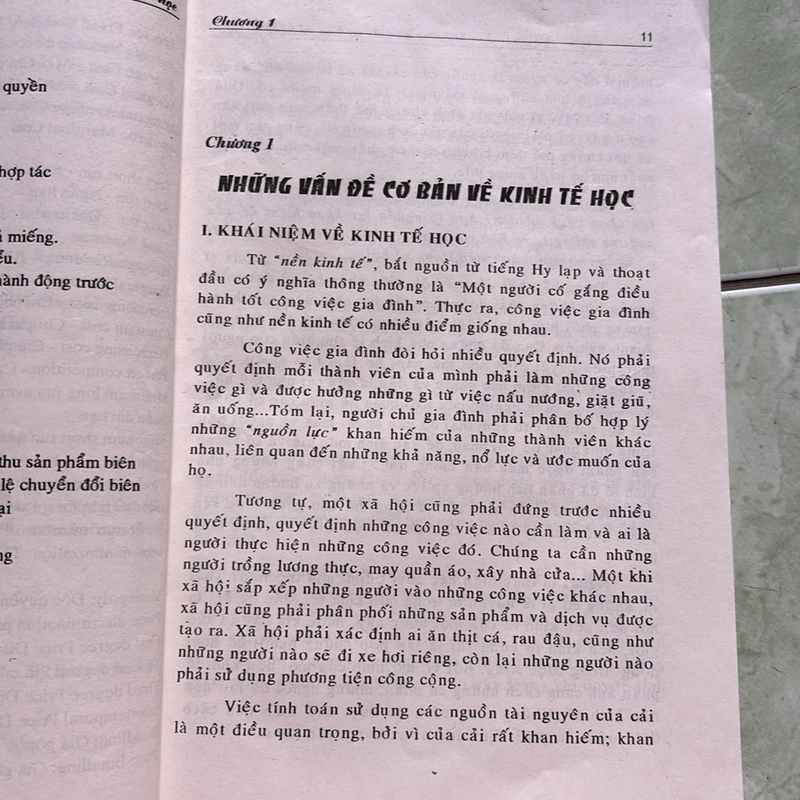 học
quyền
hợp tác
miếng.
hành động trước
thu sản phẩm biên
lệ chuyển đổi biên
Chương 1
11
Chương 1
NHỮNG VẤN ĐỀ CƠ BẢN VỀ KINH TẾ HỌC
I. KHÁI NIỆM VỀ KINH TẾ HỌC
Từ “nền kinh tế”, bắt nguồn từ tiếng Hy lạp và thoạt
đầu có ý nghĩa thông thường là “Một người cố gắng điều
hành tốt công việc gia đình”. Thực ra, công việc gia đình
cũng như nền kinh tế có nhiều điểm giống nhau.
Công việc gia đình đòi hỏi nhiều quyết định. Nó phải
quyết định mỗi thành viên của mình phải làm những công
việc gì và được hưởng những gì từ việc nấu nướng, giặt giũ,
ăn uống...Tóm lại, người chủ gia đình phải phân bố hợp lý
những “nguồn lực” khan hiếm của những thành viên khác
nhau, liên quan đến những khả năng, nổ lực và ước muốn của
họ.
Tương tự, một xã hội cũng phải đứng trước nhiều
quyết định, quyết định những công việc nào cần làm và ai là
người thực hiện những công việc đó. Chúng ta cần những
người trồng lương thực, may quần áo, xây nhà cửa... Một khi
xã hội sắp xếp những người vào những công việc khác nhau,
xã hội cũng phải phân phối những sản phẩm và dịch vụ được
tạo ra. Xã hội phải xác định ai ăn thịt cá, rau đậu, cũng như
những người nào sẽ đi xe hơi riêng, còn lại những người nào
phải sử dụng phương tiện công cộng.
Việc tính toán sử dụng các nguồn tài nguyên của cải
là một điều quan trọng, bởi vì của cải rất khan hiếm; khan